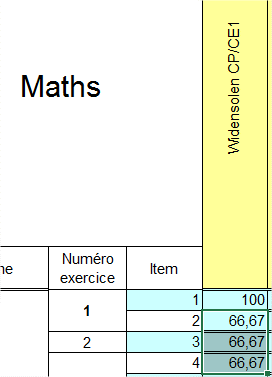 Widensolen CP/CE1
Maths
ne Numéro exercice Item
1 1 100
2 66,67
2 3 66,67
4 66,67